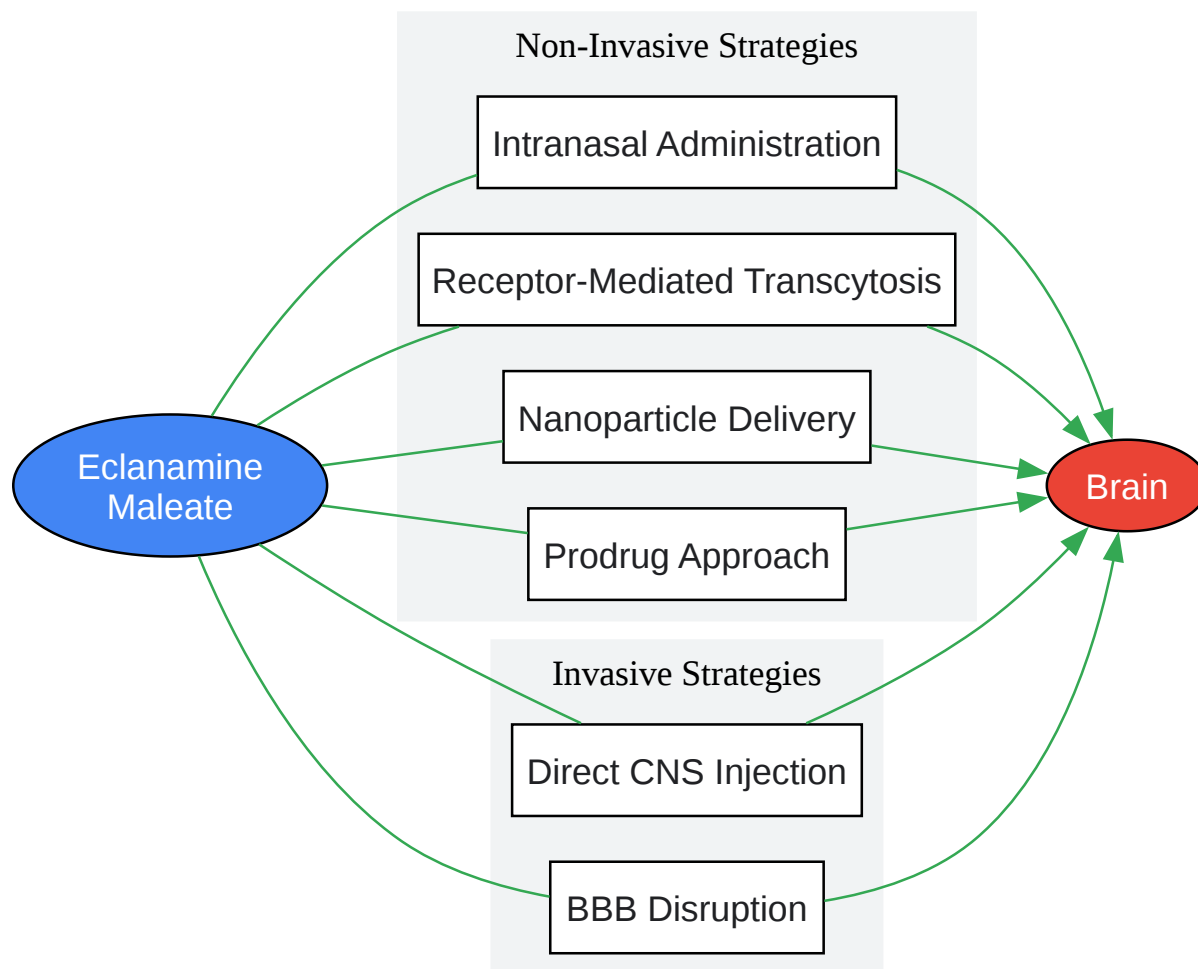 Non-Invasive Strategies
Intranasal Administration
Receptor-Mediated Transcytosis
Nanoparticle Delivery
Prodrug Approach
Eclanamine
Maleate
Brain
Invasive Strategies
Direct CNS Injection
BBB Disruption